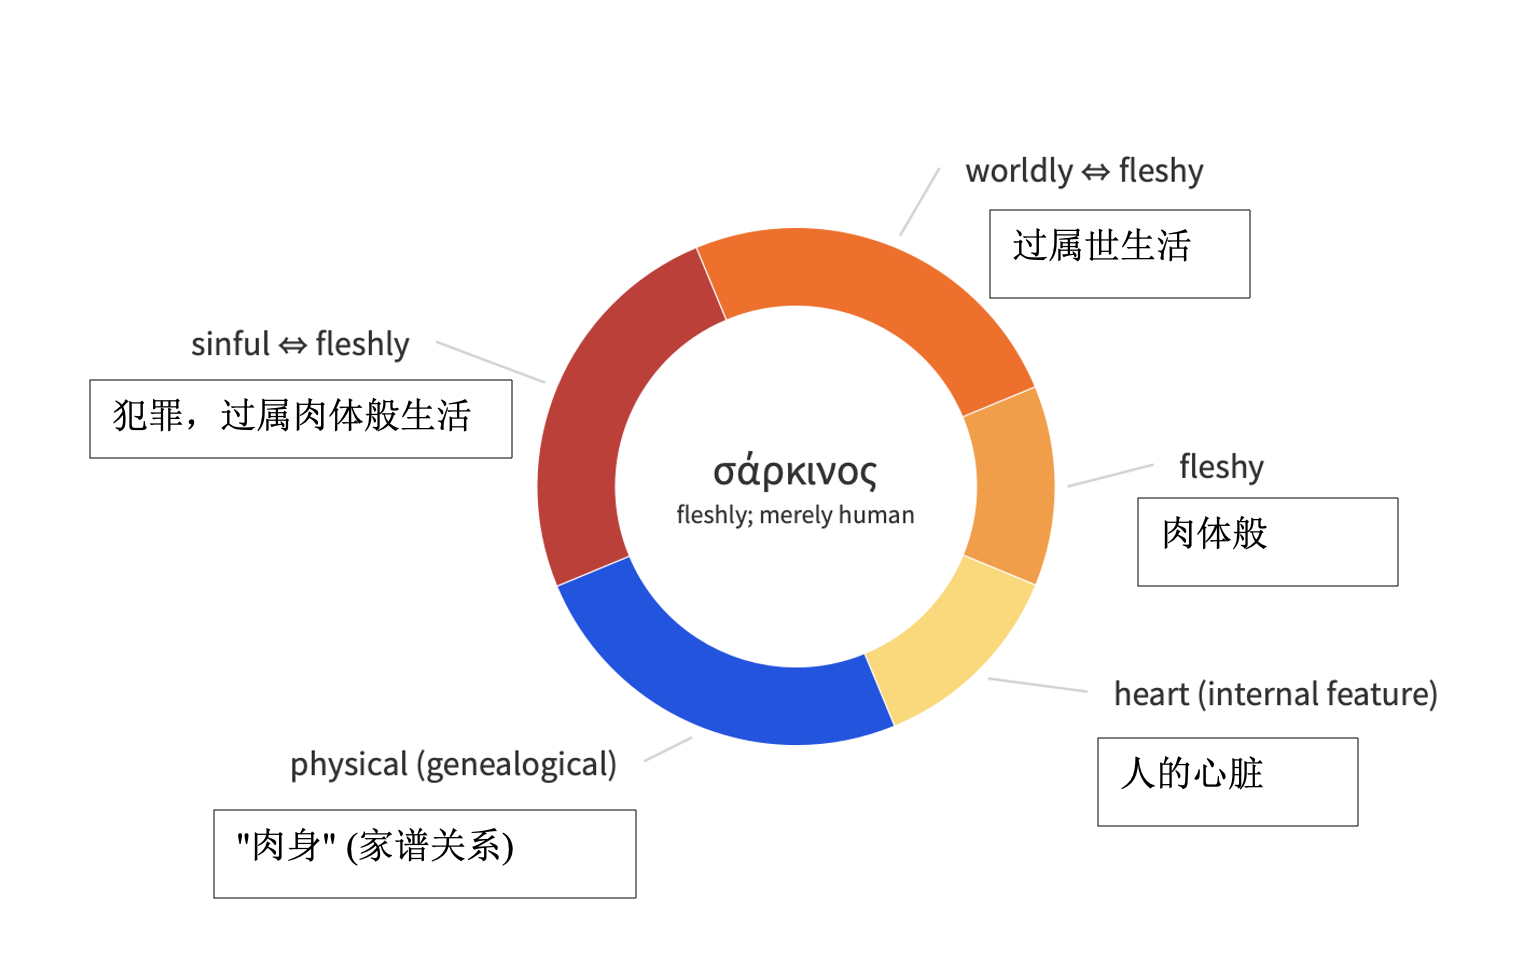 worldly ⇔ fleshy
过属世生活
sinful ⇔ fleshly
犯罪，过属肉体般生活
σάρκινος
fleshly; merely human
fleshy
肉体般
heart (internal feature)
人的心脏
physical (genealogical)
"肉身" (家谱关系)